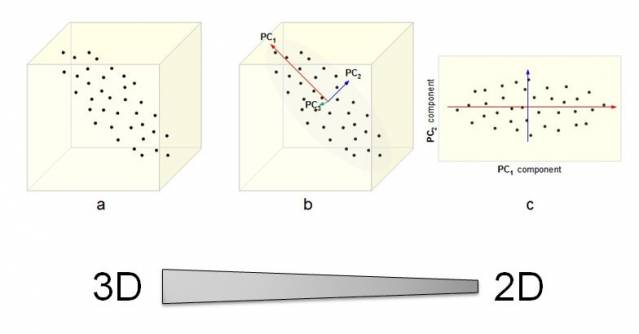 PC1
PC2
PC3
PC2 component
PC1 component
a
b
c
3D
2D